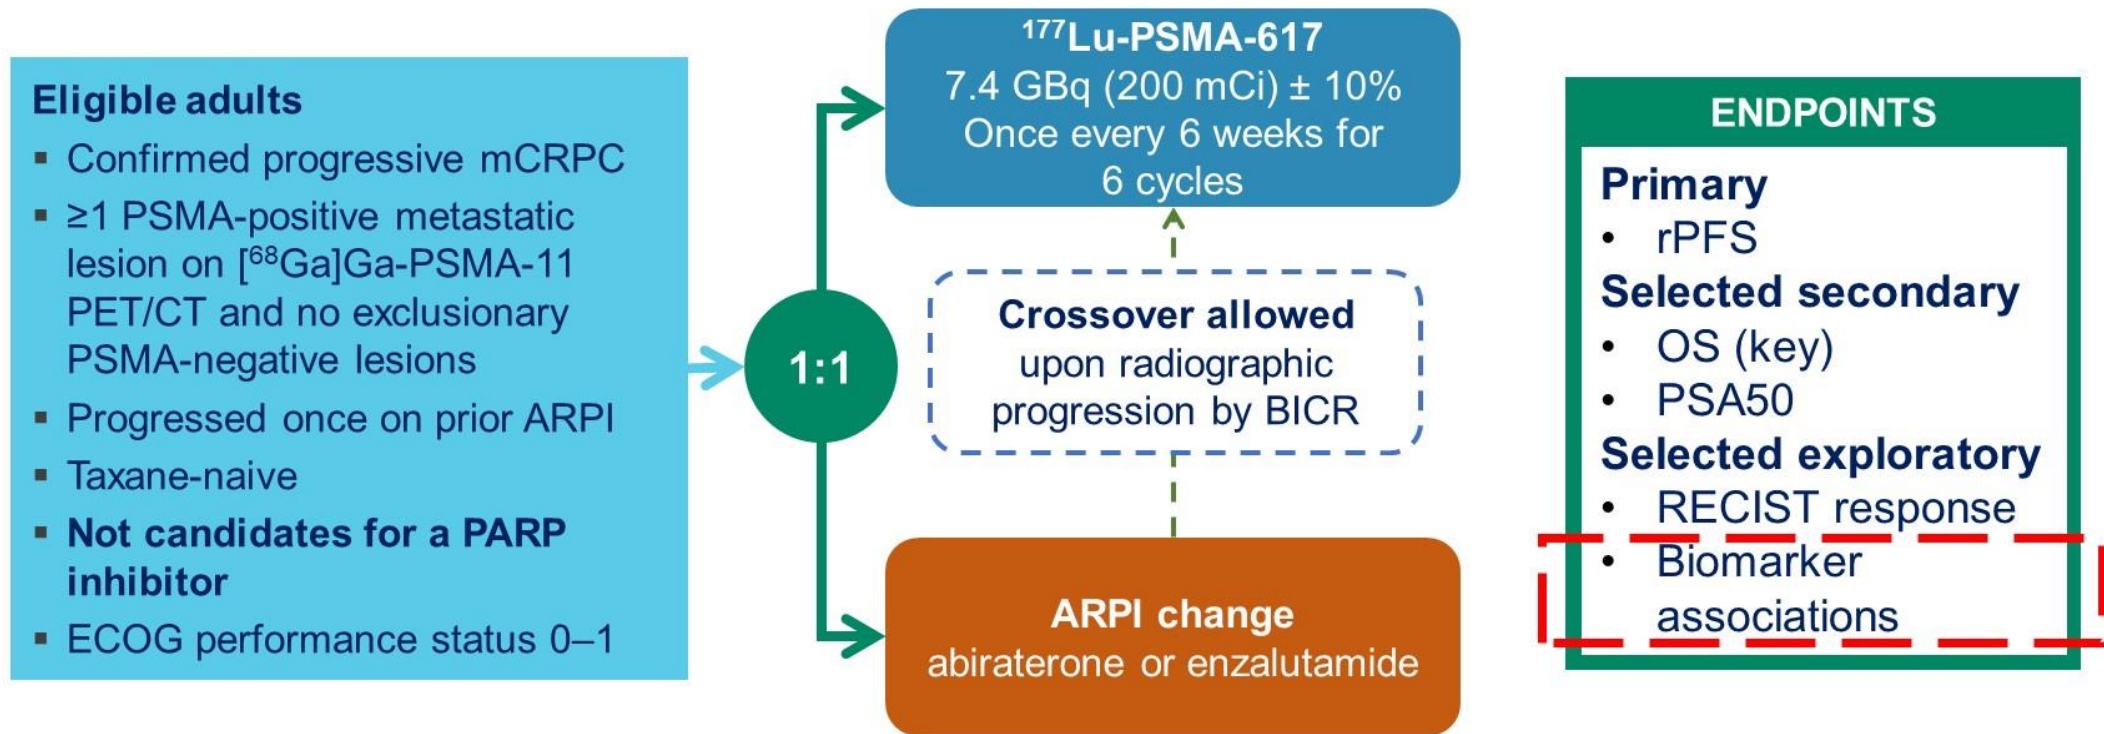 Eligible adults
▪ Confirmed progressive mCRPC
▪ ≥1 PSMA-positive metastatic
lesion on [⁶⁸Ga]Ga-PSMA-11
PET/CT and no exclusionary
PSMA-negative lesions
▪ Progressed once on prior ARPI
▪ Taxane-naive
▪ Not candidates for a PARP
inhibitor
▪ ECOG performance status 0–1
1:1
¹⁷⁷Lu-PSMA-617
7.4 GBq (200 mCi) ± 10%
Once every 6 weeks for
6 cycles
Crossover allowed
upon radiographic
progression by BICR
ARPI change
abiraterone or enzalutamide
ENDPOINTS
Primary
• rPFS
Selected secondary
• OS (key)
• PSA50
Selected exploratory
• RECIST response
• Biomarker
associations